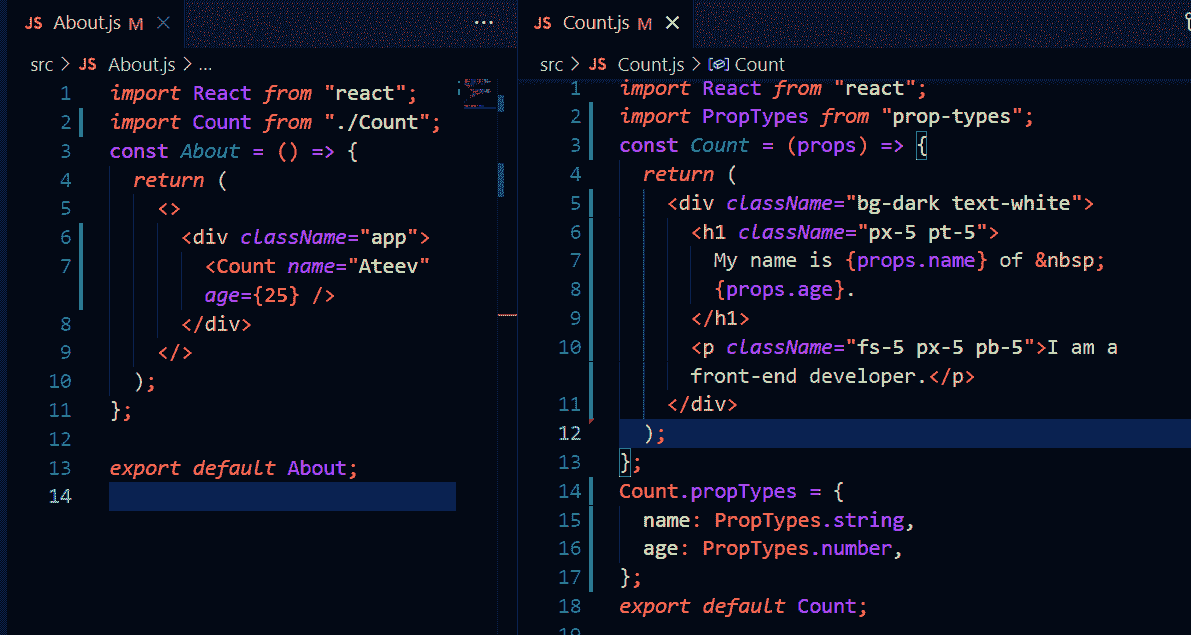 JS About.js M ×
src > JS About.js > ...
1 import React from "react";
2 import Count from "./Count";
3 const About = () => {
4 return (
5 <>
6 <div className="app">
7 <Count name="Ateev"
age={25} />
8 </div>
9 </>
10 );
11 };
12
13 export default About;
14
JS Count.js M ×
src > JS Count.js > Count
1 import React from "react";
2 import PropTypes from "prop-types";
3 const Count = (props) => {
4 return (
5 <div className="bg-dark text-white">
6 <h1 className="px-5 pt-5">
7 My name is {props.name} of &nbsp;
8 {props.age}.
9 </h1>
10 <p className="fs-5 px-5 pb-5">I am a
front-end developer.</p>
11 </div>
12 );
13 };
14 Count.propTypes = {
15 name: PropTypes.string,
16 age: PropTypes.number,
17 };
18 export default Count;
19